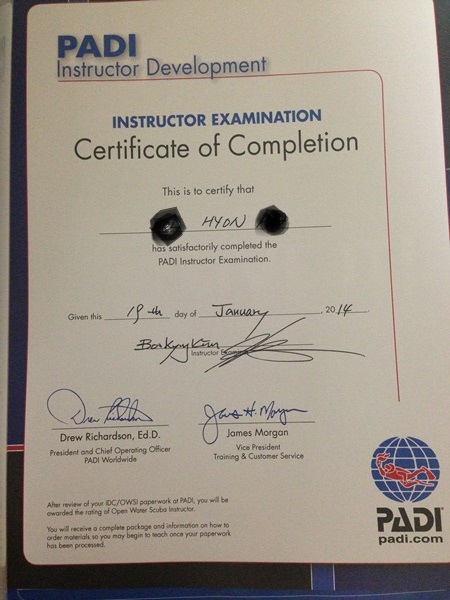 PADI
Instructor Development
INSTRUCTOR EXAMINATION
Certificate of Completion
This is to certify that
HYON
has satisfactorily completed the
PADI Instructor Examination.
Given this 19th day of January, 2014
Instructor
Drew Richardson, Ed.D.
President and Chief Operating Officer
PADI Worldwide
James Morgan
Vice President
Training & Customer Service
After review of your IDC/OWSI paperwork at PADI, you will be
awarded the rating of Open Water Scuba Instructor.
You will receive a complete package and information on how to
order materials so you may begin to teach once your paperwork
has been processed.
PADI
padi.com